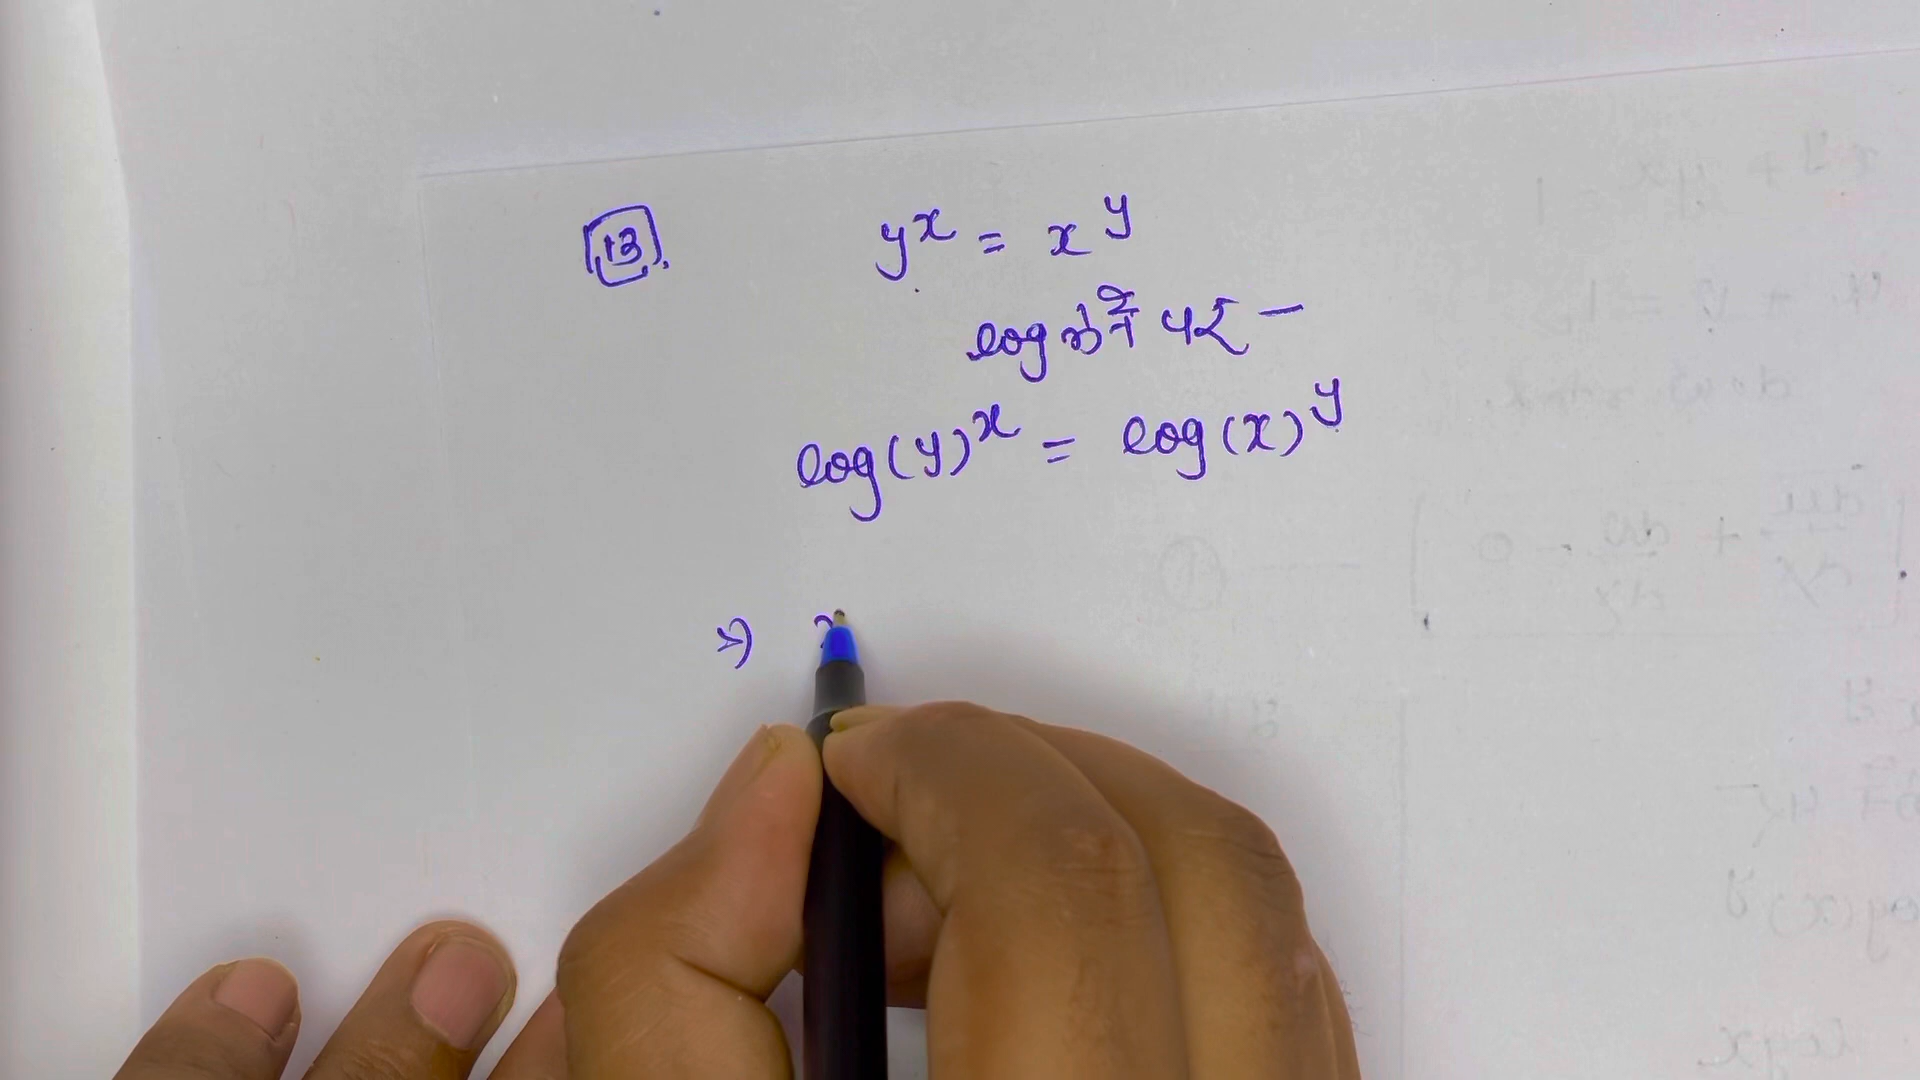 13. y^x = x^y
log लेने पर -
log(y)^x = log(x)^y
⇒ x